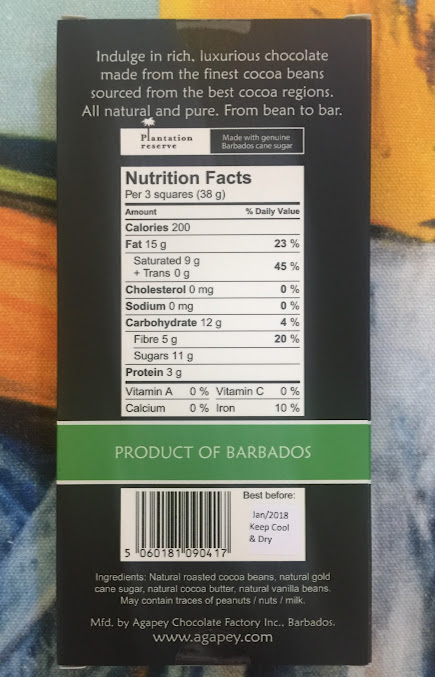 Indulge in rich, luxurious chocolate
made from the finest cocoa beans
sourced from the best cocoa regions.
All natural and pure. From bean to bar.
Plantation
reserve
Made with genuine
Barbados cane sugar
Nutrition Facts
Per 3 squares (38 g)
Amount % Daily Value
Calories 200
Fat 15 g 23 %
Saturated 9 g
+ Trans 0 g 45 %
Cholesterol 0 mg 0 %
Sodium 0 mg 0 %
Carbohydrate 12 g 4 %
Fibre 5 g 20 %
Sugars 11 g
Protein 3 g
Vitamin A 0 % Vitamin C 0 %
Calcium 0 % Iron 10 %
PRODUCT OF BARBADOS
Best before:
Jan/2018
Keep Cool
& Dry
5 060181 090417
Ingredients: Natural roasted cocoa beans, natural gold
cane sugar, natural cocoa butter, natural vanilla beans.
May contain traces of peanuts / nuts / milk.
Mfd. by Agapey Chocolate Factory Inc., Barbados.
www.agapey.com